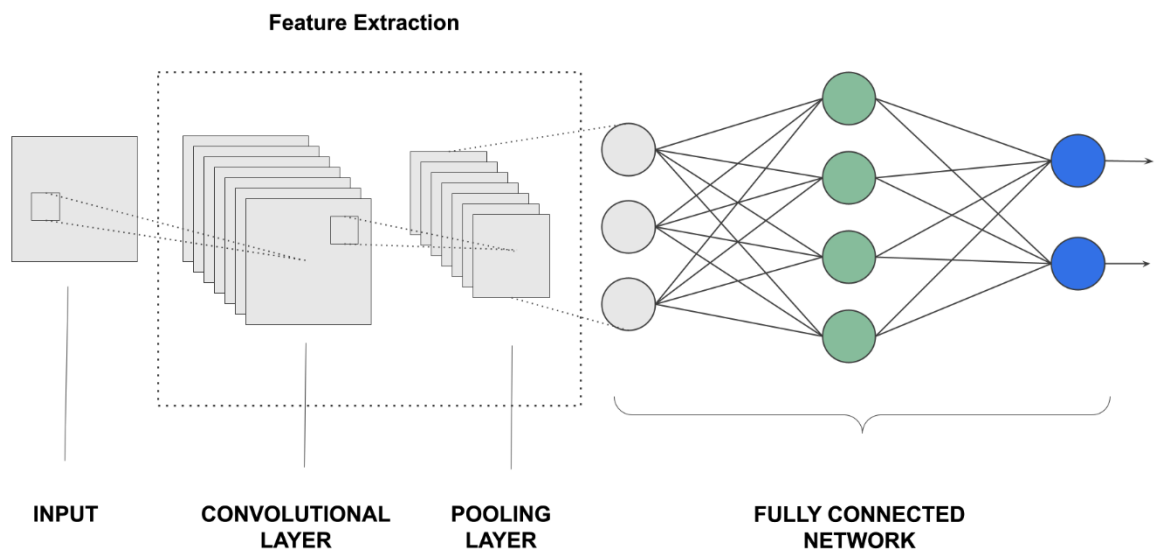 Feature Extraction
INPUT
CONVOLUTIONAL
LAYER
POOLING
LAYER
FULLY CONNECTED
NETWORK